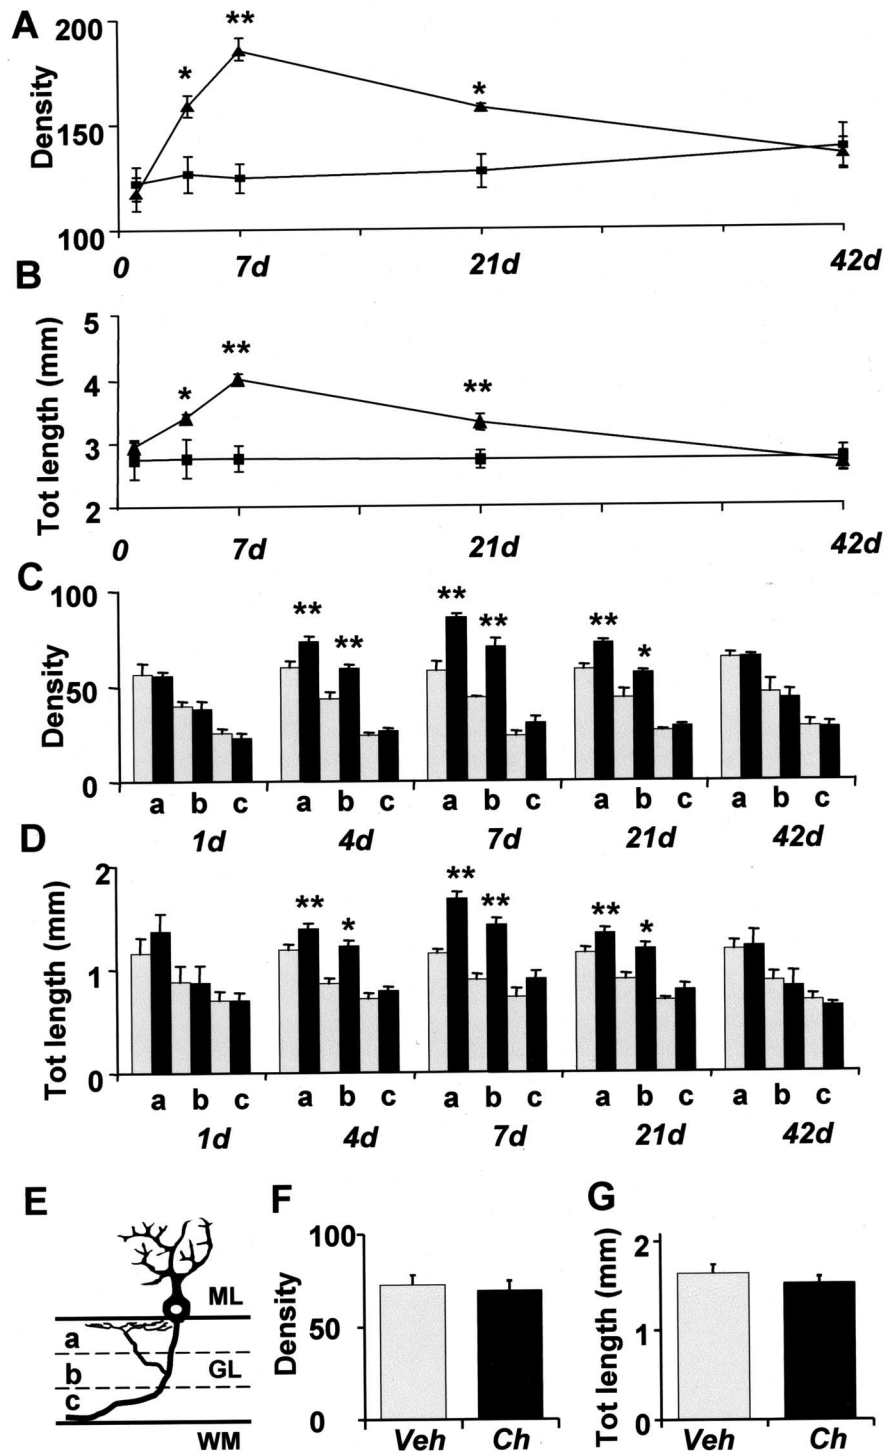 A
Density
200
**
*
*
150
100
0 7d 21d 42d
B
Tot length (mm)
5
**
4
*
**
3
2
0 7d 21d 42d
C
Density
100
** ** ** ** ** *
50
0
a b c a b c a b c a b c a b c
1d 4d 7d 21d 42d
D
Tot length (mm)
2
** * ** ** ** *
1
0
a b c a b c a b c a b c a b c
1d 4d 7d 21d 42d
E
ML
a
b
GL
c
WM
F
Density
100
50
0
Veh Ch
G
Tot length (mm)
2
1
0
Veh Ch